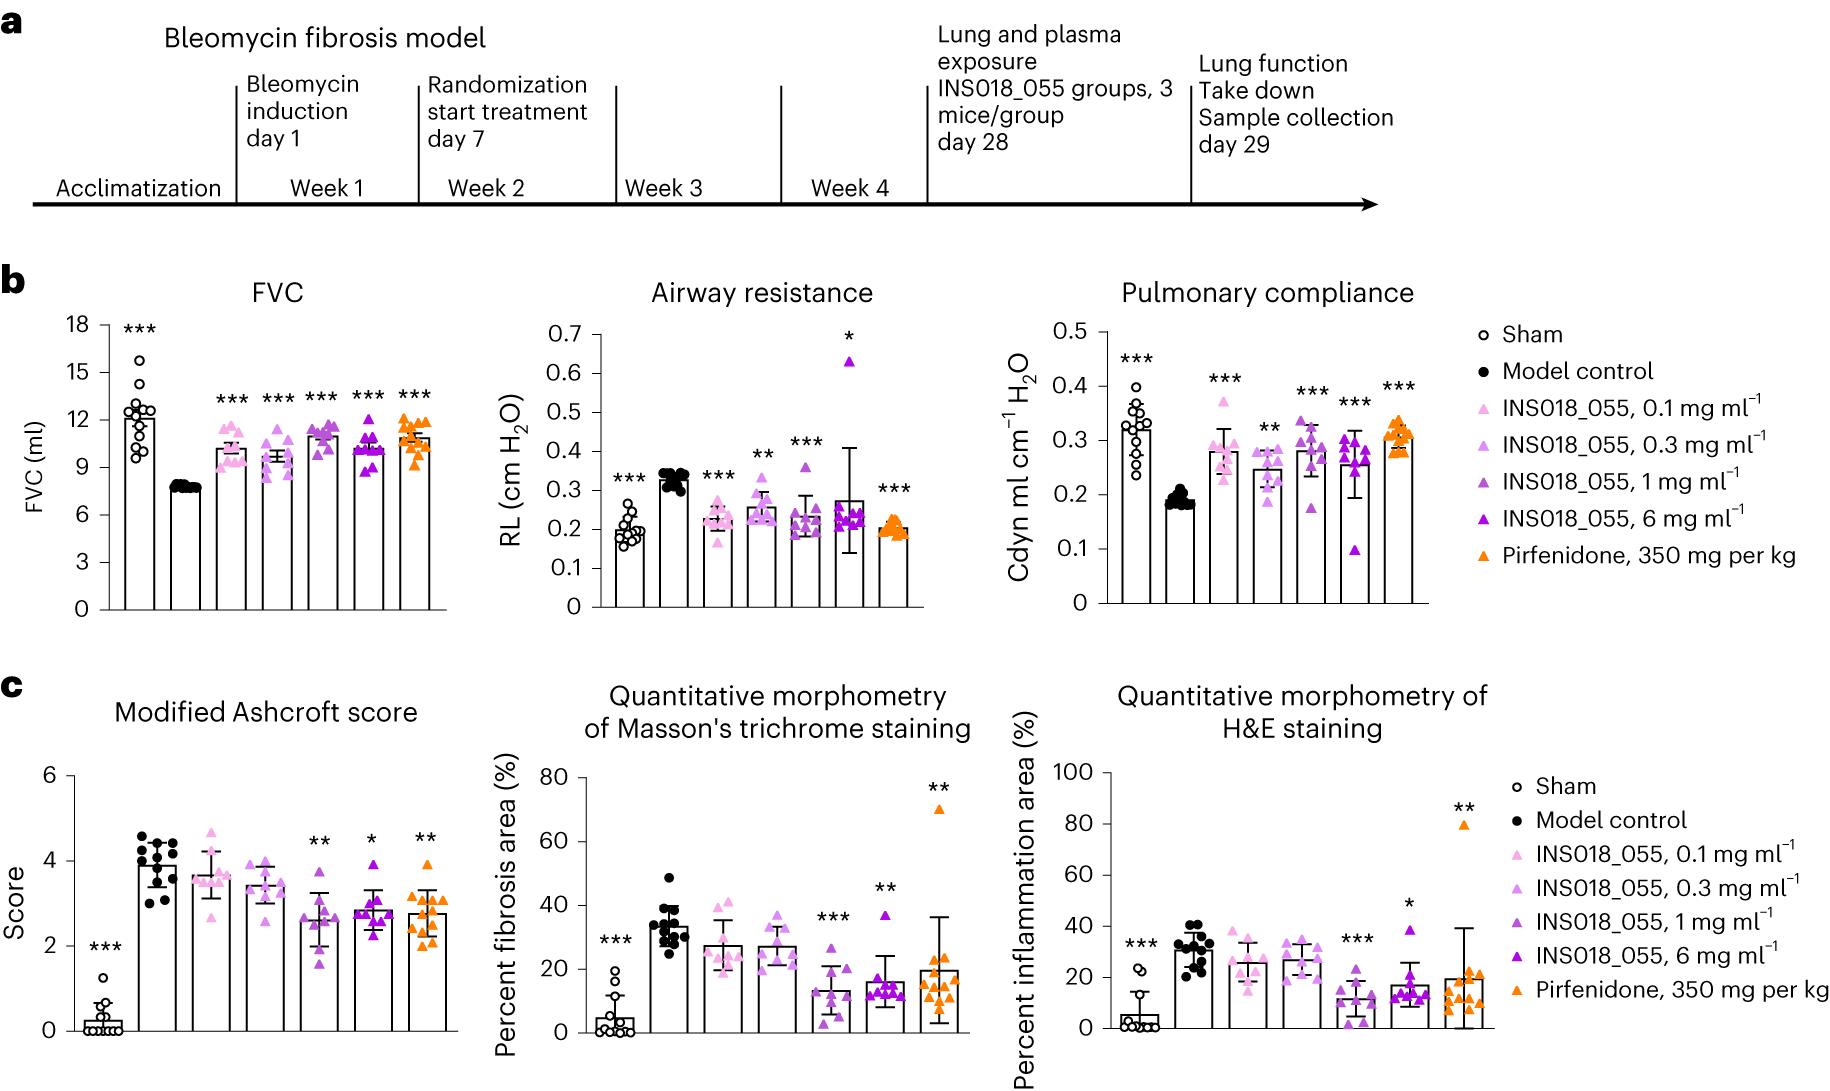 a
Bleomycin fibrosis model
Bleomycin
induction
day 1
Randomization
start treatment
day 7
Lung and plasma
exposure
INS018_055 groups, 3
mice/group
day 28
Lung function
Take down
Sample collection
day 29
Acclimatization
Week 1
Week 2
Week 3
Week 4
b
FVC
FVC (ml)
18
15
12
9
6
3
0
***
***
***
***
***
***
Airway resistance
RL (cm H₂O)
0.7
0.6
0.5
0.4
0.3
0.2
0.1
0
***
***
**
***
*
***
Pulmonary compliance
Cdyn ml cm⁻¹ H₂O
0.5
0.4
0.3
0.2
0.1
0
***
***
**
***
***
***
Sham
Model control
INS018_055, 0.1 mg ml⁻¹
INS018_055, 0.3 mg ml⁻¹
INS018_055, 1 mg ml⁻¹
INS018_055, 6 mg ml⁻¹
Pirfenidone, 350 mg per kg
c
Modified Ashcroft score
Score
6
4
2
0
***
**
*
**
Quantitative morphometry
of Masson's trichrome staining
Percent fibrosis area (%)
80
60
40
20
0
***
***
**
**
Quantitative morphometry of
H&E staining
Percent inflammation area (%)
100
80
60
40
20
0
***
***
*
**
Sham
Model control
INS018_055, 0.1 mg ml⁻¹
INS018_055, 0.3 mg ml⁻¹
INS018_055, 1 mg ml⁻¹
INS018_055, 6 mg ml⁻¹
Pirfenidone, 350 mg per kg